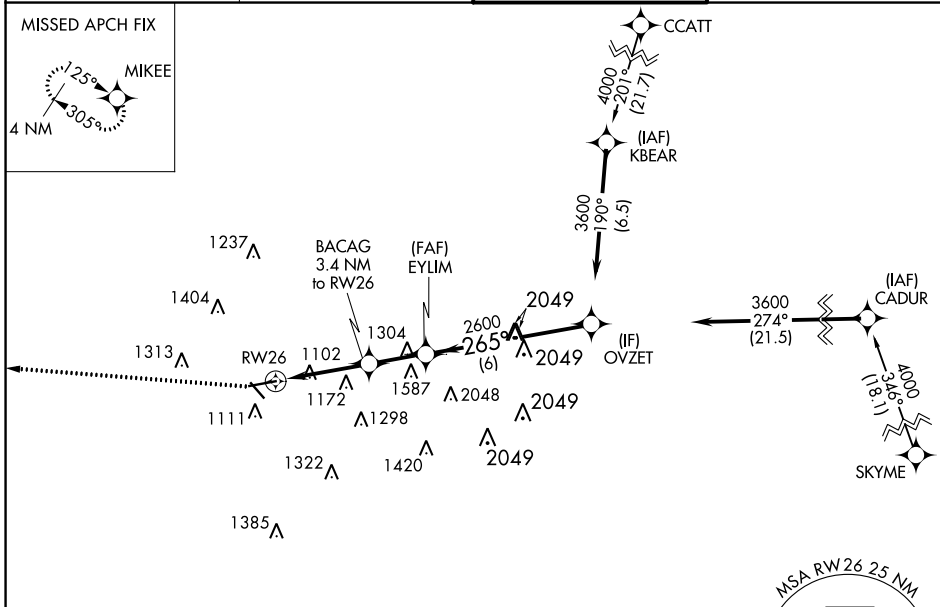 MISSED APCH FIX
125°
MIKEE
305°
4 NM
CCATT
4000
201°
(21.7)
(IAF)
KBEAR
3600
190°
(6.5)
1237
BACAG
3.4 NM
to RW26
(FAF)
EYLIM
1404
2049
2600
265°
(6)
(IF)
OVZET
3600
274°
(21.5)
(IAF)
CADUR
1304
1313
RW26
1102
2049
4000
346°
(18.1)
1172
1587
2048
1111
1298
2049
1322
1420
2049
SKYME
1385
MSA RW26 25 NM